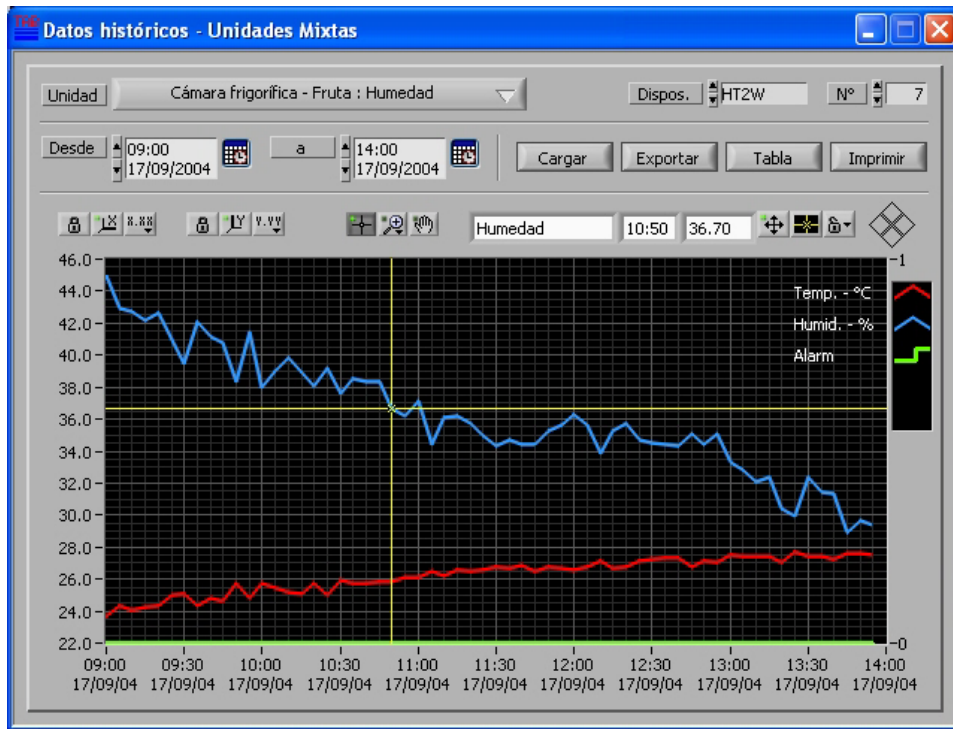 TAE
Datos históricos - Unidades Mixtas
Unidad Cámara frigorífica - Fruta : Humedad Dispos. HT2W Nº 7
Desde 09:00 17/09/2004 a 14:00 17/09/2004 Cargar Exportar Tabla Imprimir
X X.XX Y Y.YY Humedad 10:50 36.70
46.0 1
44.0 Temp. - °C
42.0 Humid. - %
40.0 Alarm
38.0
36.0
34.0
32.0
30.0
28.0
26.0
24.0
22.0 0
09:00 09:30 10:00 10:30 11:00 11:30 12:00 12:30 13:00 13:30 14:00
17/09/04 17/09/04 17/09/04 17/09/04 17/09/04 17/09/04 17/09/04 17/09/04 17/09/04 17/09/04 17/09/04